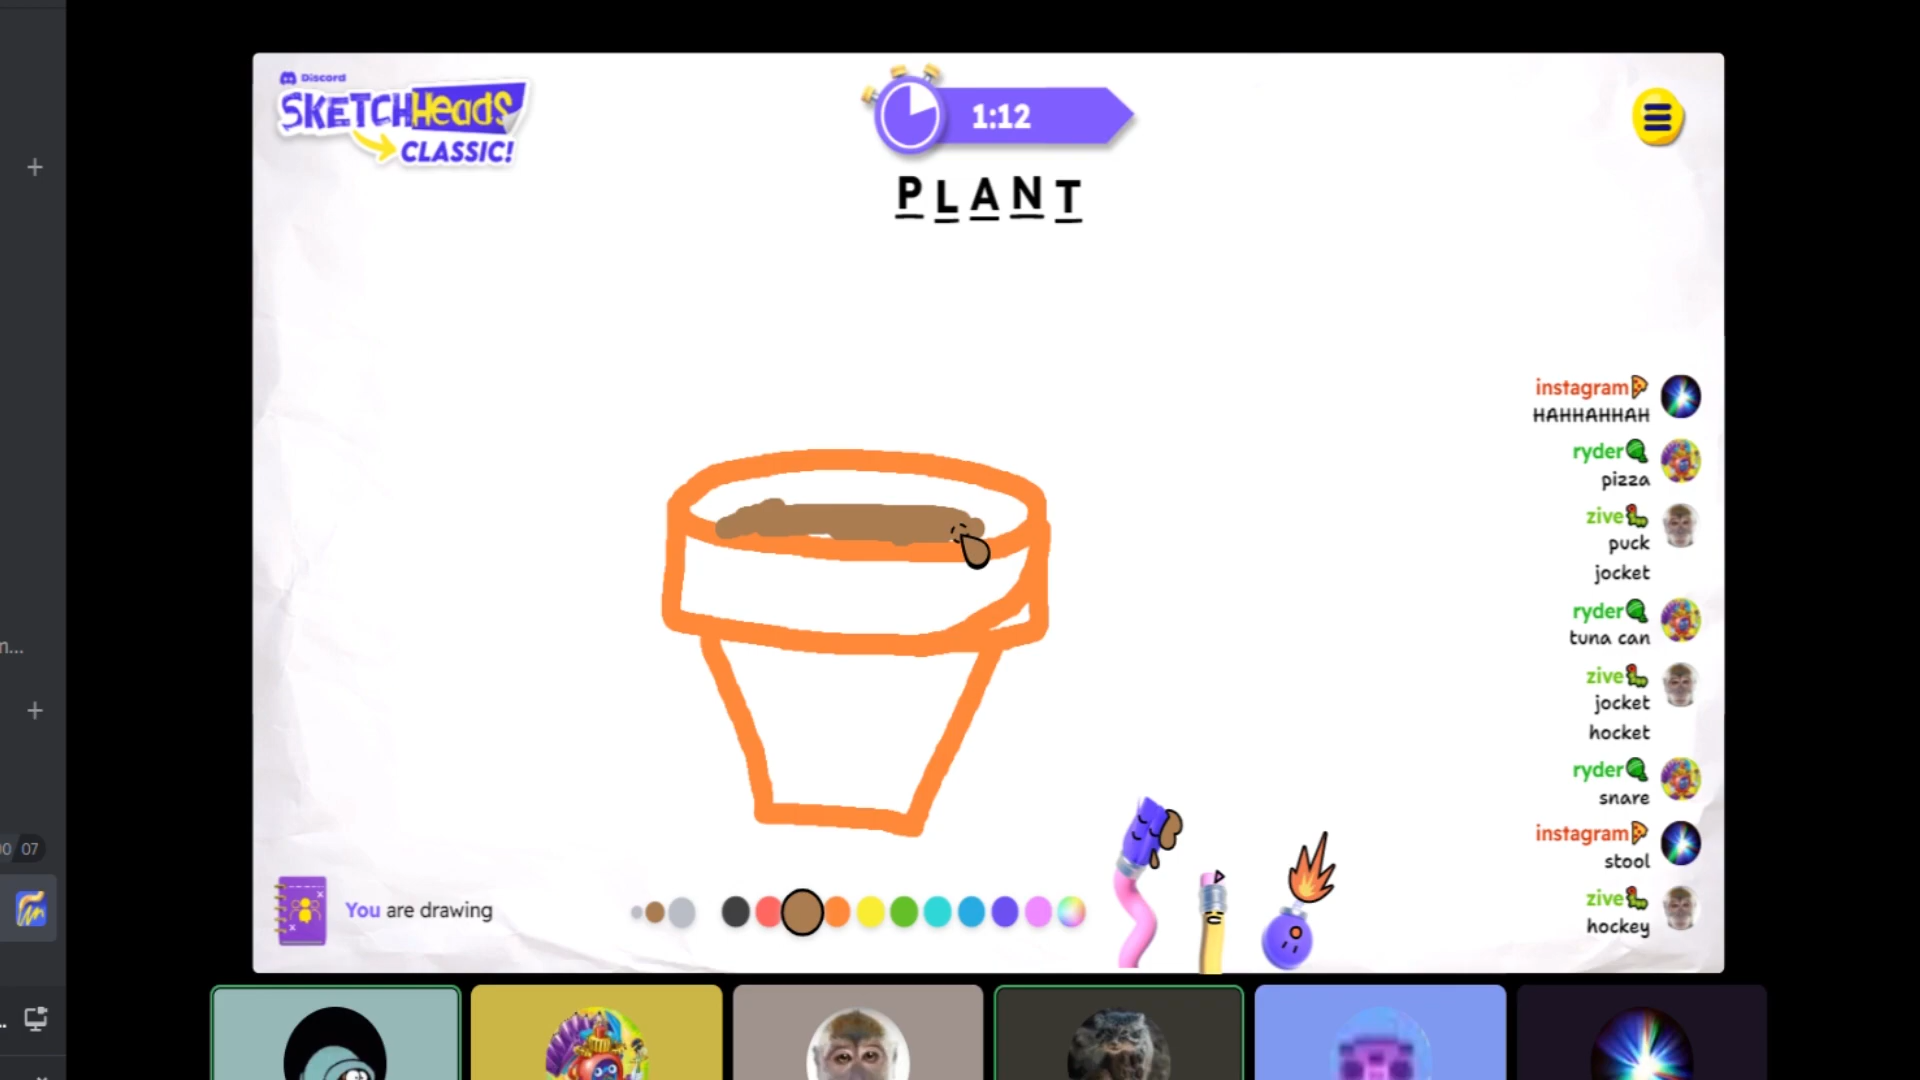 Discord
SKETCHHeadS
CLASSIC!
1:12
PLANT
instagram
HAHHAHHAH
ryder
pizza
zive
puck
jocket
ryder
tuna can
zive
jocket
hocket
ryder
snare
instagram
stool
zive
hockey
n...
07
You are drawing